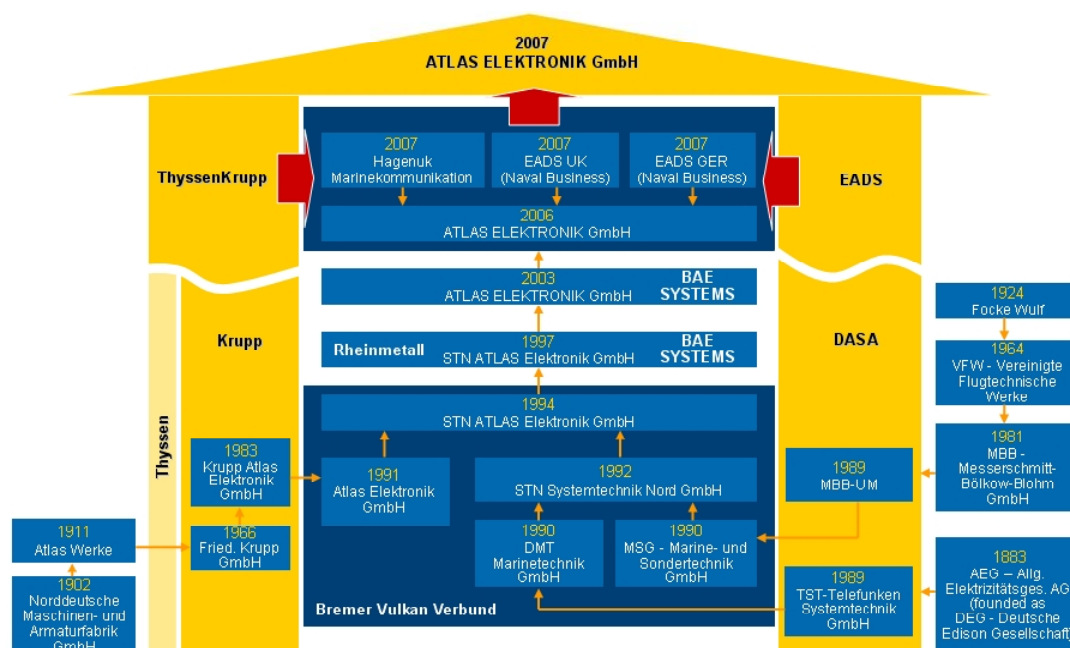 2007
ATLAS ELEKTRONIK GmbH
ThyssenKrupp
2007
Hagenuk
Marinekommunikation
2007
EADS UK
(Naval Business)
2007
EADS GER
(Naval Business)
EADS
2006
ATLAS ELEKTRONIK GmbH
2003
ATLAS ELEKTRONIK GmbH
BAE
SYSTEMS
Krupp
Rheinmetall
1997
STN ATLAS Elektronik GmbH
BAE
SYSTEMS
DASA
1924
Focke Wulf
1964
VFW - Vereinigte
Flugtechnische
Werke
Thyssen
1994
STN ATLAS Elektronik GmbH
1983
Krupp Atlas
Elektronik
GmbH
1991
Atlas Elektronik
GmbH
1992
STN Systemtechnik Nord GmbH
1989
MBB-UM
1981
MBB -
Messerschmitt-
Bölkow-Blohm
GmbH
1911
Atlas Werke
1966
Fried. Krupp
GmbH
1990
DMT
Marinetechnik
GmbH
1990
MSG - Marine- und
Sondertechnik
GmbH
1902
Norddeutsche
Maschinen- und
Armaturfabrik
GmbH
Bremer Vulkan Verbund
1989
TST-Telefunken
Systemtechnik
GmbH
1883
AEG – Allg.
Elektrizitätsges. AG
(founded as
DEG - Deutsche
Edison Gesellschaft)